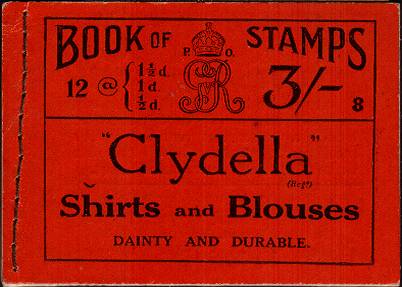 BOOK OF STAMPS
P. O.
12 @ { 1½d. 1d. ½d. GR 3/- 8
"Clydella"
(Regd)
Shirts and Blouses
DAINTY AND DURABLE.